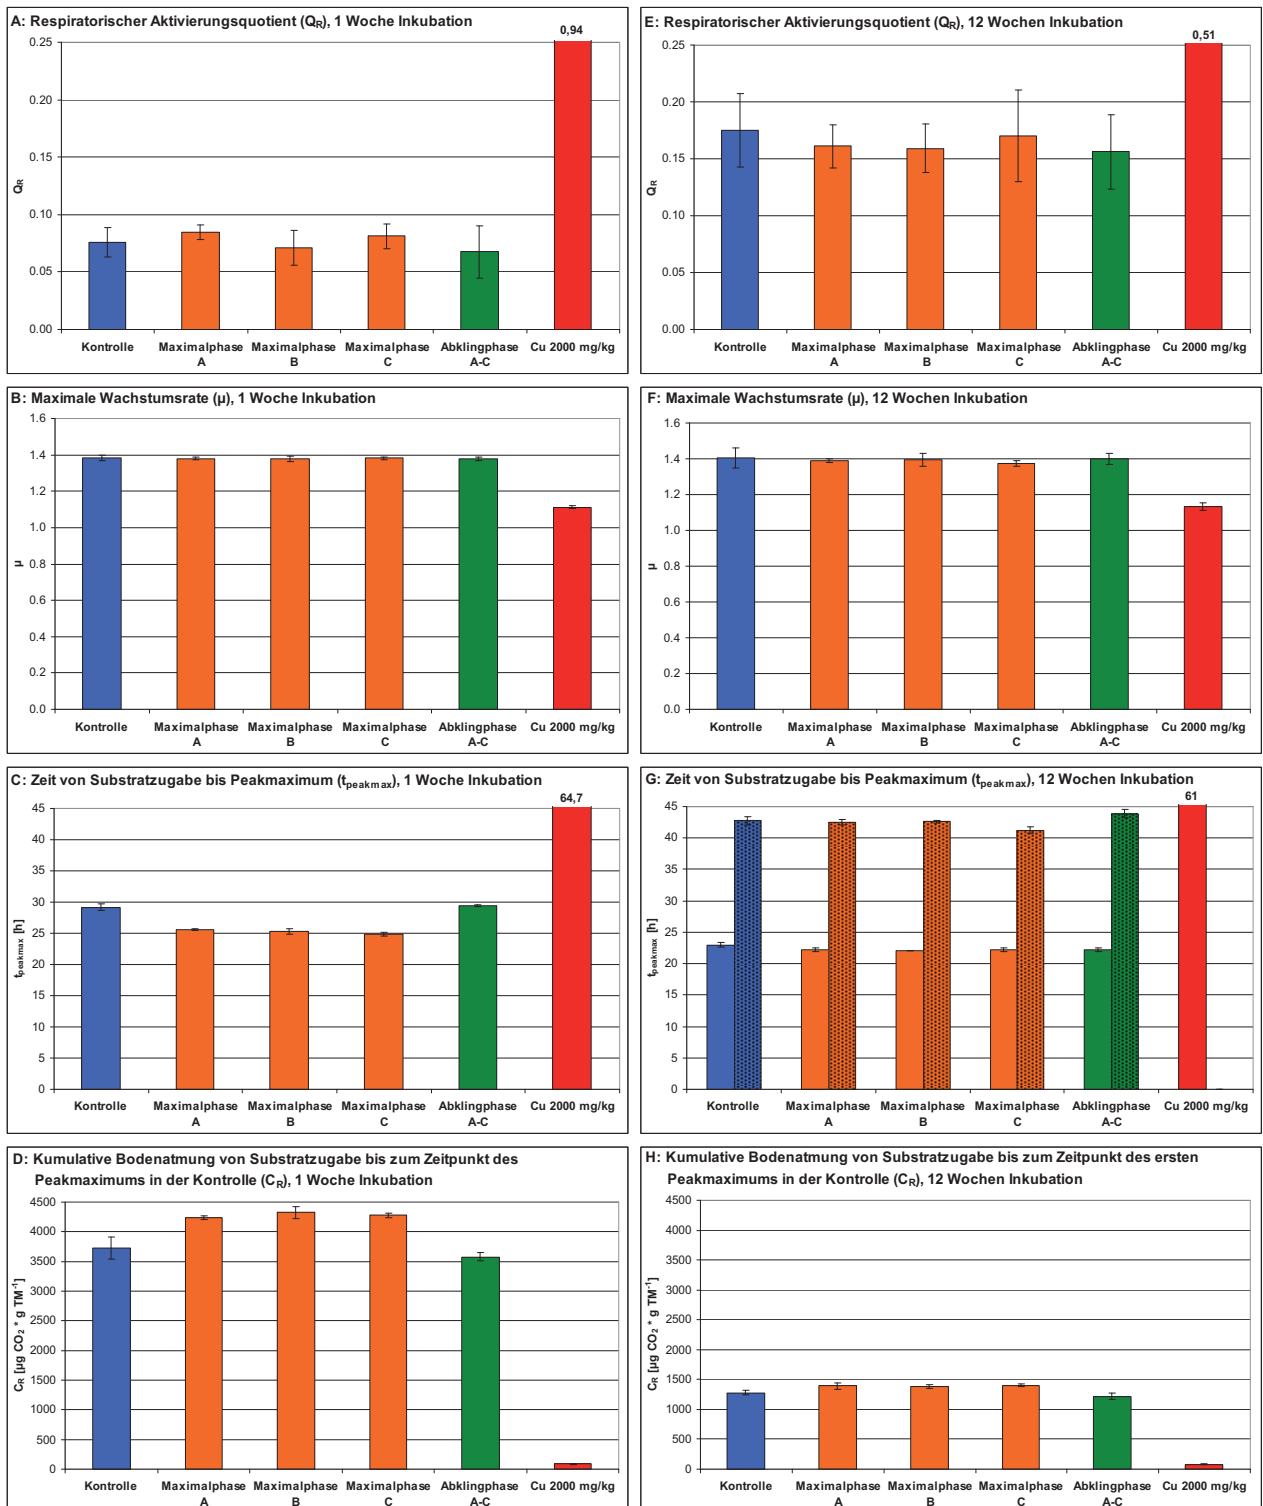 A: Respiratorischer Aktivierungsquotient (QR), 1 Woche Inkubation
0,94
0.25
0.20
0.15
0.10
0.05
0.00
QR
Kontrolle Maximalphase Maximalphase Maximalphase Abklingphase Cu 2000 mg/kg
A B C A-C
E: Respiratorischer Aktivierungsquotient (QR), 12 Wochen Inkubation
0,51
0.25
0.20
0.15
0.10
0.05
0.00
QR
Kontrolle Maximalphase Maximalphase Maximalphase Abklingphase Cu 2000 mg/kg
A B C A-C
B: Maximale Wachstumsrate (µ), 1 Woche Inkubation
1.6
1.4
1.2
1.0
0.8
0.6
0.4
0.2
0.0
µ
Kontrolle Maximalphase Maximalphase Maximalphase Abklingphase Cu 2000 mg/kg
A B C A-C
F: Maximale Wachstumsrate (µ), 12 Wochen Inkubation
1.6
1.4
1.2
1.0
0.8
0.6
0.4
0.2
0.0
µ
Kontrolle Maximalphase Maximalphase Maximalphase Abklingphase Cu 2000 mg/kg
A B C A-C
C: Zeit von Substratzugabe bis Peakmaximum (tpeakmax), 1 Woche Inkubation
64,7
45
40
35
30
25
20
15
10
5
0
tpeakmax [h]
Kontrolle Maximalphase Maximalphase Maximalphase Abklingphase Cu 2000 mg/kg
A B C A-C
G: Zeit von Substratzugabe bis Peakmaximum (tpeakmax), 12 Wochen Inkubation
61
45
40
35
30
25
20
15
10
5
0
tpeakmax [h]
Kontrolle Maximalphase Maximalphase Maximalphase Abklingphase Cu 2000 mg/kg
A B C A-C
D: Kumulative Bodenatmung von Substratzugabe bis zum Zeitpunkt des
Peakmaximums in der Kontrolle (CR), 1 Woche Inkubation
4500
4000
3500
3000
2500
2000
1500
1000
500
0
CR [µg CO2 * g TM-1]
Kontrolle Maximalphase Maximalphase Maximalphase Abklingphase Cu 2000 mg/kg
A B C A-C
H: Kumulative Bodenatmung von Substratzugabe bis zum Zeitpunkt des ersten
Peakmaximums in der Kontrolle (CR), 12 Wochen Inkubation
4500
4000
3500
3000
2500
2000
1500
1000
500
0
CR [µg CO2 * g TM-1]
Kontrolle Maximalphase Maximalphase Maximalphase Abklingphase Cu 2000 mg/kg
A B C A-C